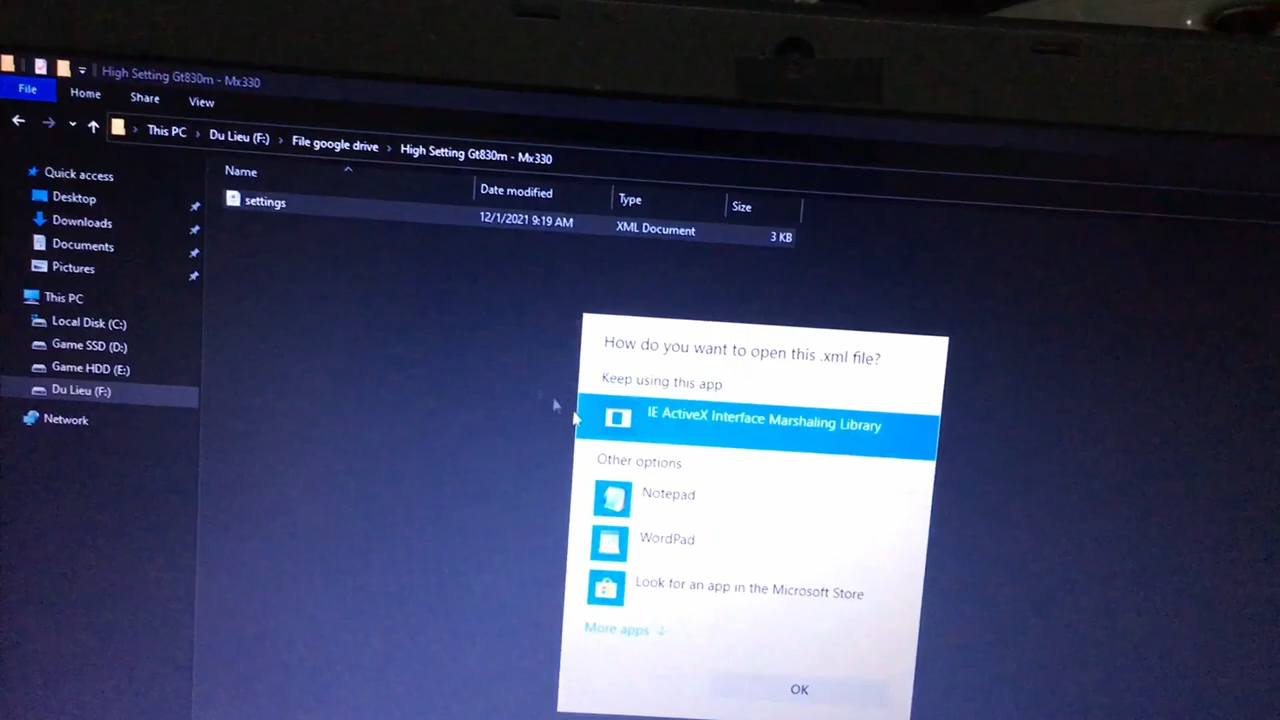 High Setting Gt830m - Mx330
File Home Share View
This PC > Du Lieu (F:) > File google drive > High Setting Gt830m - Mx330
Name Date modified Type Size
settings 12/1/2021 9:19 AM XML Document 3 KB
Quick access
Desktop
Downloads
Documents
Pictures
This PC
Local Disk (C:)
Game SSD (D:)
Game HDD (E:)
Du Lieu (F:)
Network
How do you want to open this .xml file?
Keep using this app
IE ActiveX Interface Marshaling Library
Other options
Notepad
WordPad
Look for an app in the Microsoft Store
More apps ↓
OK